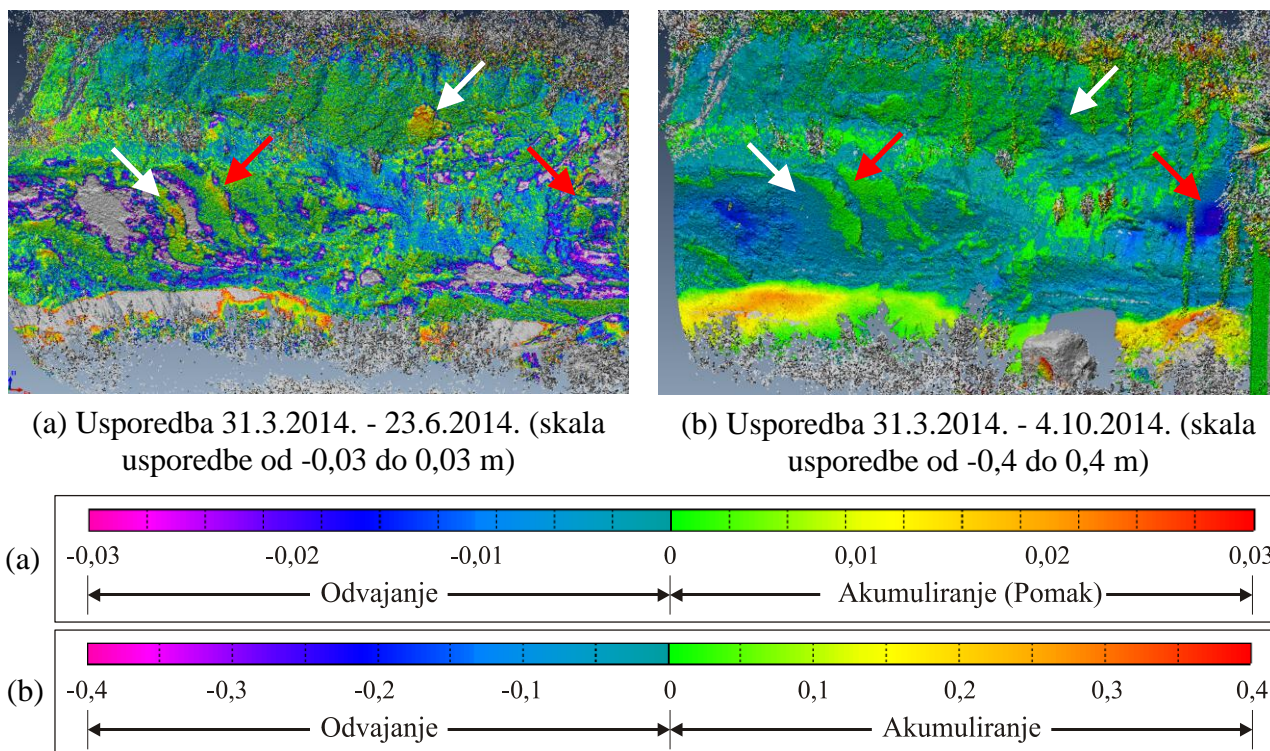 (a) Usporedba 31.3.2014. - 23.6.2014. (skala
usporedbe od -0,03 do 0,03 m)
(b) Usporedba 31.3.2014. - 4.10.2014. (skala
usporedbe od -0,4 do 0,4 m)
(a)
-0,03 -0,02 -0,01 0 0,01 0,02 0,03
Odvajanje Akumuliranje (Pomak)
(b)
-0,4 -0,3 -0,2 -0,1 0 0,1 0,2 0,3 0,4
Odvajanje Akumuliranje